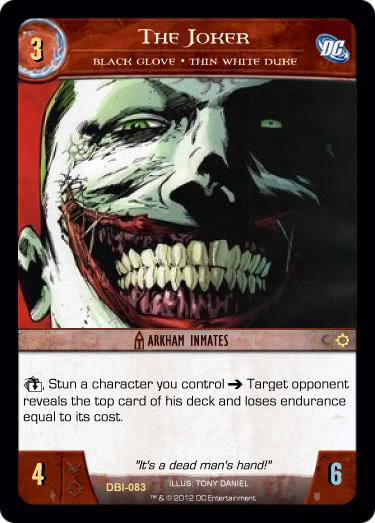 3
THE JOKER
DC
BLACK GLOVE • THIN WHITE DUKE
ARKHAM INMATES
, Stun a character you control ➔ Target opponent
reveals the top card of his deck and loses endurance
equal to its cost.
"It's a dead man's hand!"
4
DBI-083
ILLUS: TONY DANIEL
™ & © 2012 DC Entertainment
6